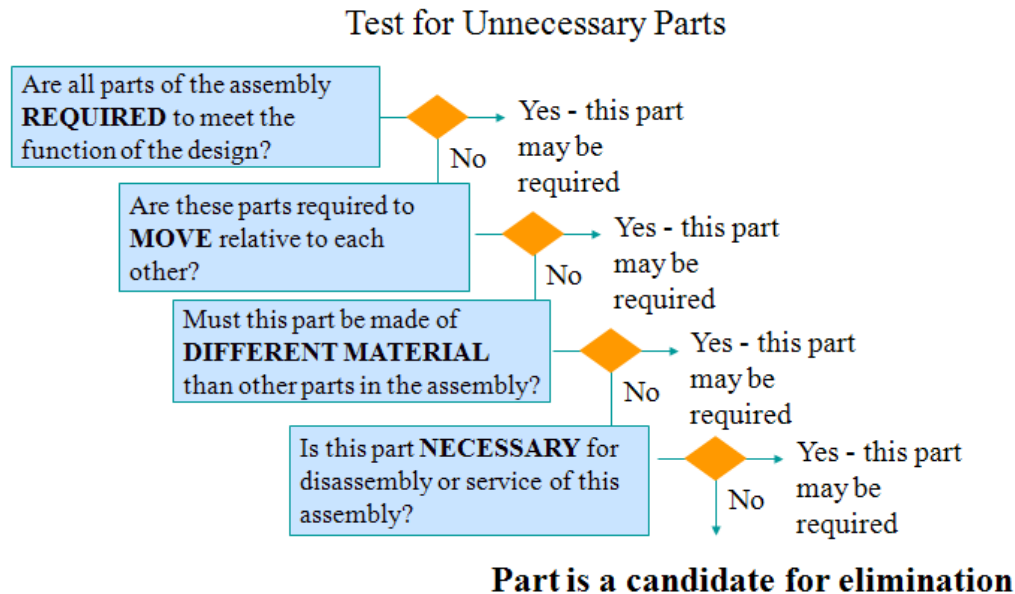 Test for Unnecessary Parts
Are all parts of the assembly
REQUIRED to meet the
function of the design?
Yes - this part
may be
required
No
Are these parts required to
MOVE relative to each
other?
Yes - this part
may be
required
No
Must this part be made of
DIFFERENT MATERIAL
than other parts in the assembly?
Yes - this part
may be
required
No
Is this part NECESSARY for
disassembly or service of this
assembly?
Yes - this part
may be
required
No
Part is a candidate for elimination